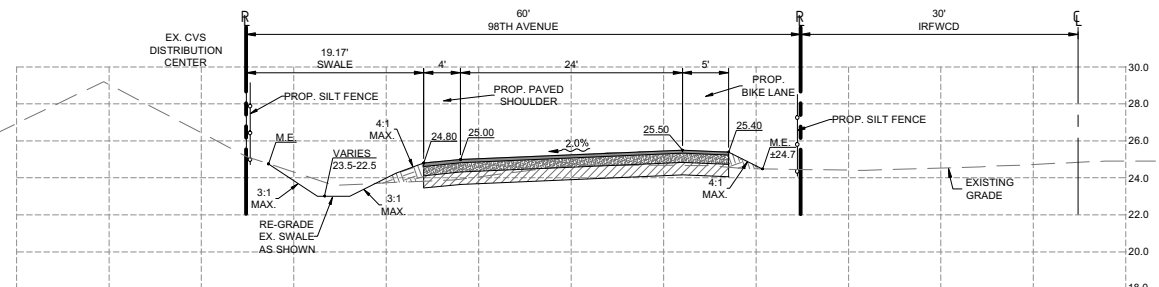 60'
98TH AVENUE
30'
IRFWCD
EX. CVS
DISTRIBUTION
CENTER
19.17'
SWALE
4'
24'
5'
30.0
PROP. SILT FENCE
PROP. PAVED
SHOULDER
PROP.
BIKE LANE
28.0
PROP. SILT FENCE
4:1
MAX.
24.80
25.00
2.0%
25.50
25.40
26.0
M.E.
VARIES
23.5-22.5
M.E.
±24.7
24.0
3:1
MAX.
3:1
MAX.
4:1
MAX.
EXISTING
GRADE
RE-GRADE
EX. SWALE
AS SHOWN
22.0
20.0
18.0